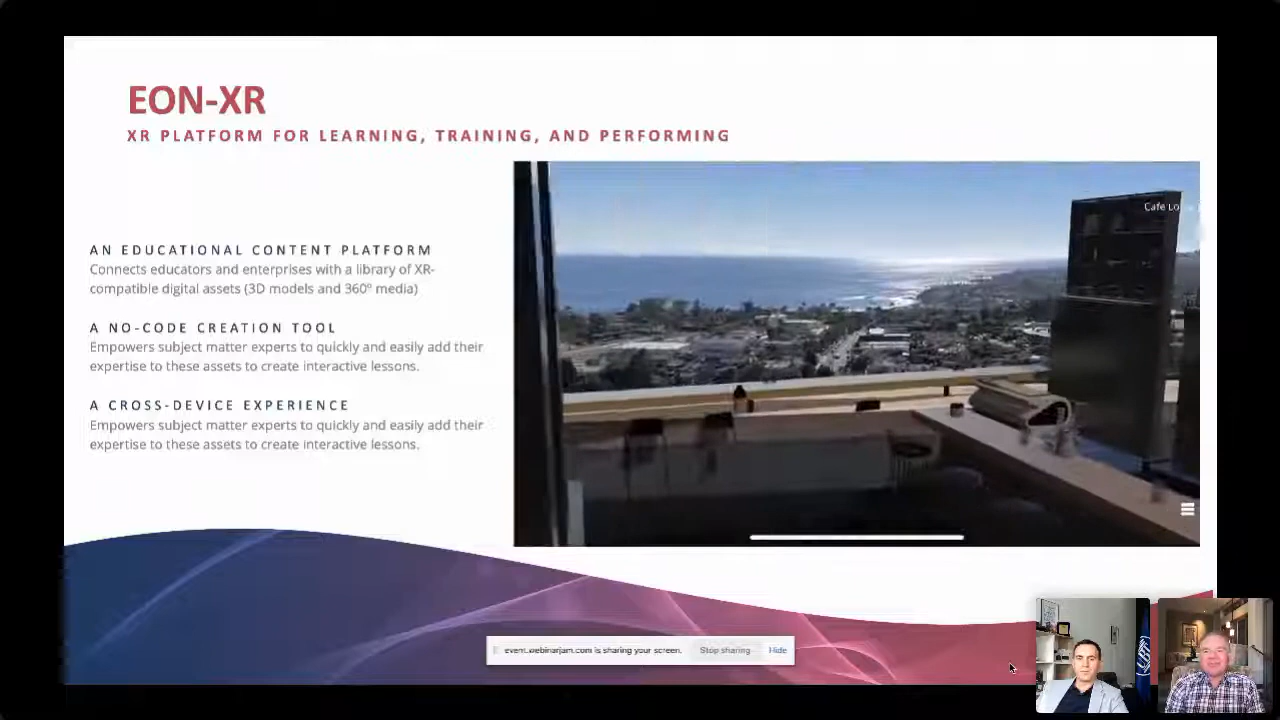 EON-XR
XR PLATFORM FOR LEARNING, TRAINING, AND PERFORMING
AN EDUCATIONAL CONTENT PLATFORM
Connects educators and enterprises with a library of XR-
compatible digital assets (3D models and 360º media)
A NO-CODE CREATION TOOL
Empowers subject matter experts to quickly and easily add their
expertise to these assets to create interactive lessons.
A CROSS-DEVICE EXPERIENCE
Empowers subject matter experts to quickly and easily add their
expertise to these assets to create interactive lessons.
Cafe
event.webinarjam.com is sharing your screen.
Stop sharing
Hide